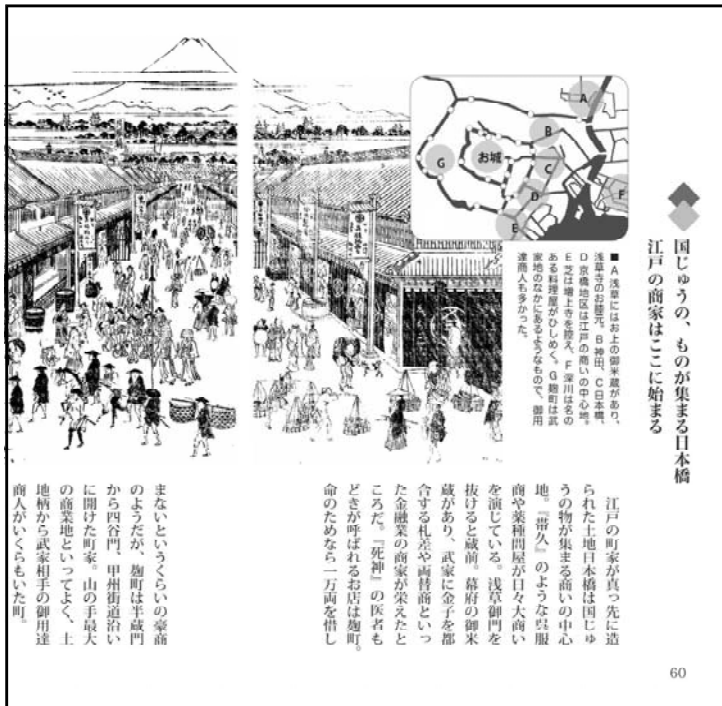 国じゅうの、ものが集まる日本橋
江戸の商家はここに始まる
A
B
C
D
E
F
G
お城
■A 浅草にはお上の御米蔵があり、
浅草寺のお膝元。B 神田、C 日本橋、
D 京橋地区は江戸の商いの中心地。
E 芝は増上寺を控え、F 深川は名の
ある料理屋がひしめく。G 麹町は武
家地のなかにあるようなもので、御用
達商人も多かった。
江戸の町家が真っ先に造
られた土地日本橋は国じゅ
うの物が集まる商いの中心
地。『帯久』のような呉服
商や薬種問屋が日々大商い
を演じている。浅草御門を
抜けると蔵前。幕府の御米
蔵があり、武家に金子を都
合する札差や両替商といっ
た金融業の商家が栄えたと
ころだ。『死神』の医者も
どきが呼ばれるお店は麹町。
命のためなら一万両を惜し
まないというくらいの豪商
のようだが、麹町は半蔵門
から四谷門、甲州街道沿い
に開けた町家。山の手最大
の商業地といってよく、土
地柄から武家相手の御用達
商人がいくらもいた町。
60